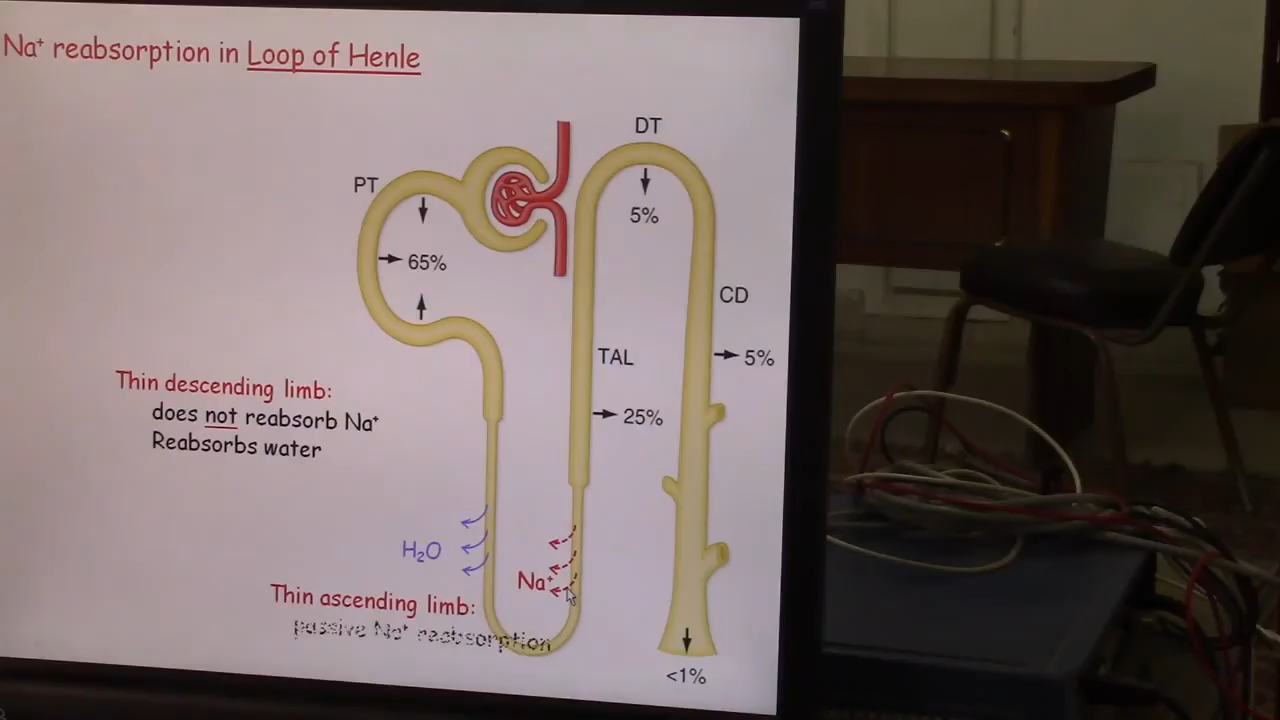 Na⁺ reabsorption in Loop of Henle
DT
PT
5%
65%
CD
TAL
5%
25%
Thin descending limb:
does not reabsorb Na⁺
Reabsorbs water
H₂O
Na⁺
Thin ascending limb:
passive Na⁺ reabsorption
<1%